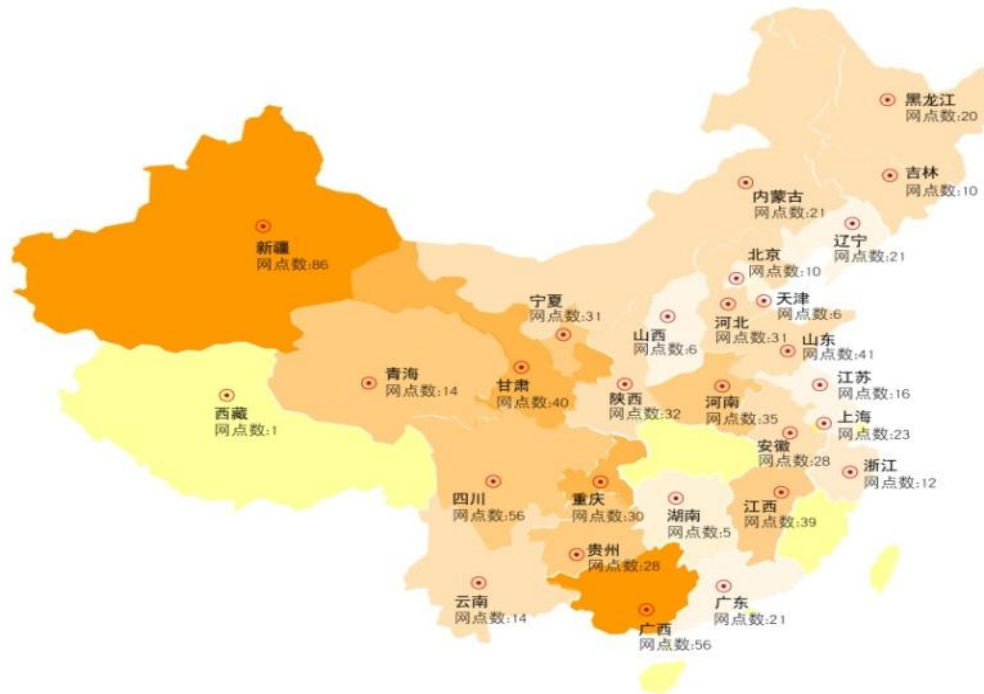 黑龙江
网点数:20
吉林
网点数:10
内蒙古
网点数:21
辽宁
网点数:21
新疆
网点数:86
北京
网点数:10
天津
网点数:6
宁夏
网点数:31
山西
网点数:6
河北
网点数:31
山东
网点数:41
青海
网点数:14
甘肃
网点数:40
陕西
网点数:32
河南
网点数:35
江苏
网点数:16
西藏
网点数:1
上海
网点数:23
安徽
网点数:28
浙江
网点数:12
四川
网点数:56
重庆
网点数:30
湖南
网点数:5
江西
网点数:39
贵州
网点数:28
云南
网点数:14
广东
网点数:21
广西
网点数:56